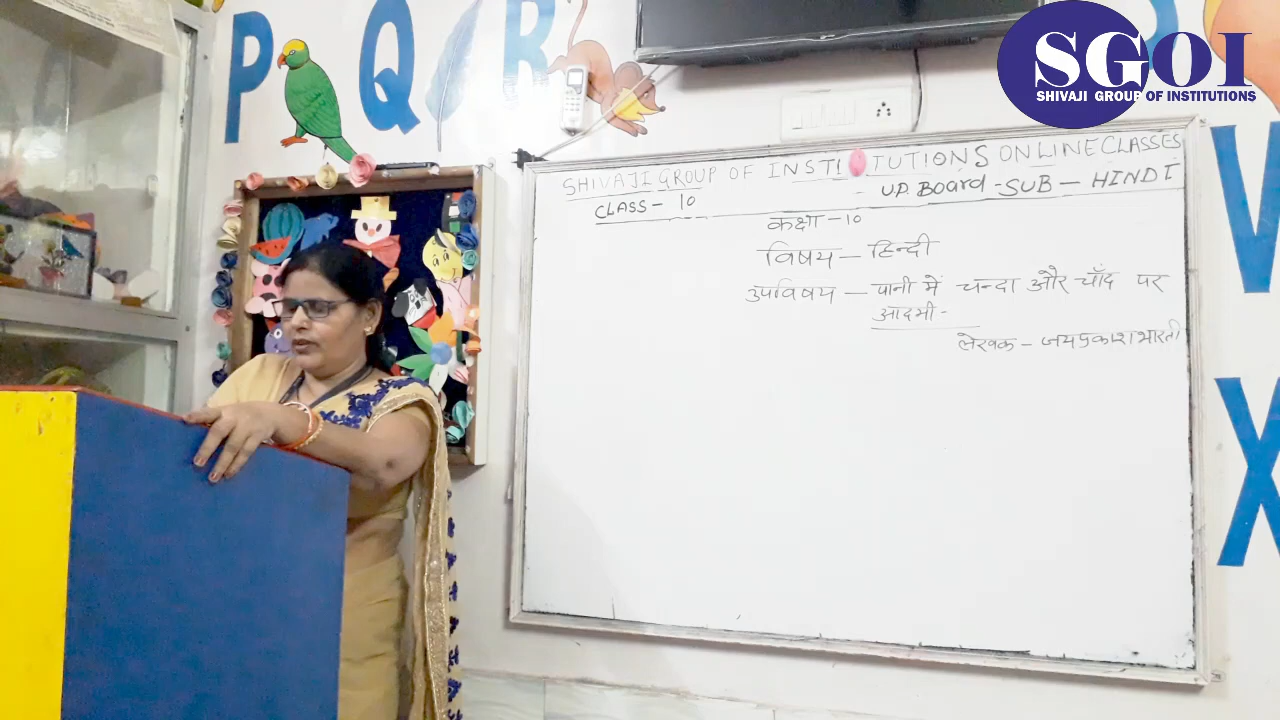 P Q R
SGOI
SHIVAJI GROUP OF INSTITUTIONS
SHIVAJI GROUP OF INSTITUTIONS ONLINE CLASSES
CLASS - 10
U.P. Board - SUB - HINDI
कक्षा - 10
विषय - हिन्दी
उपविषय - पानी में चन्दा और चाँद पर
आदमी -
लेखक - जयप्रकाश भारती
V
X